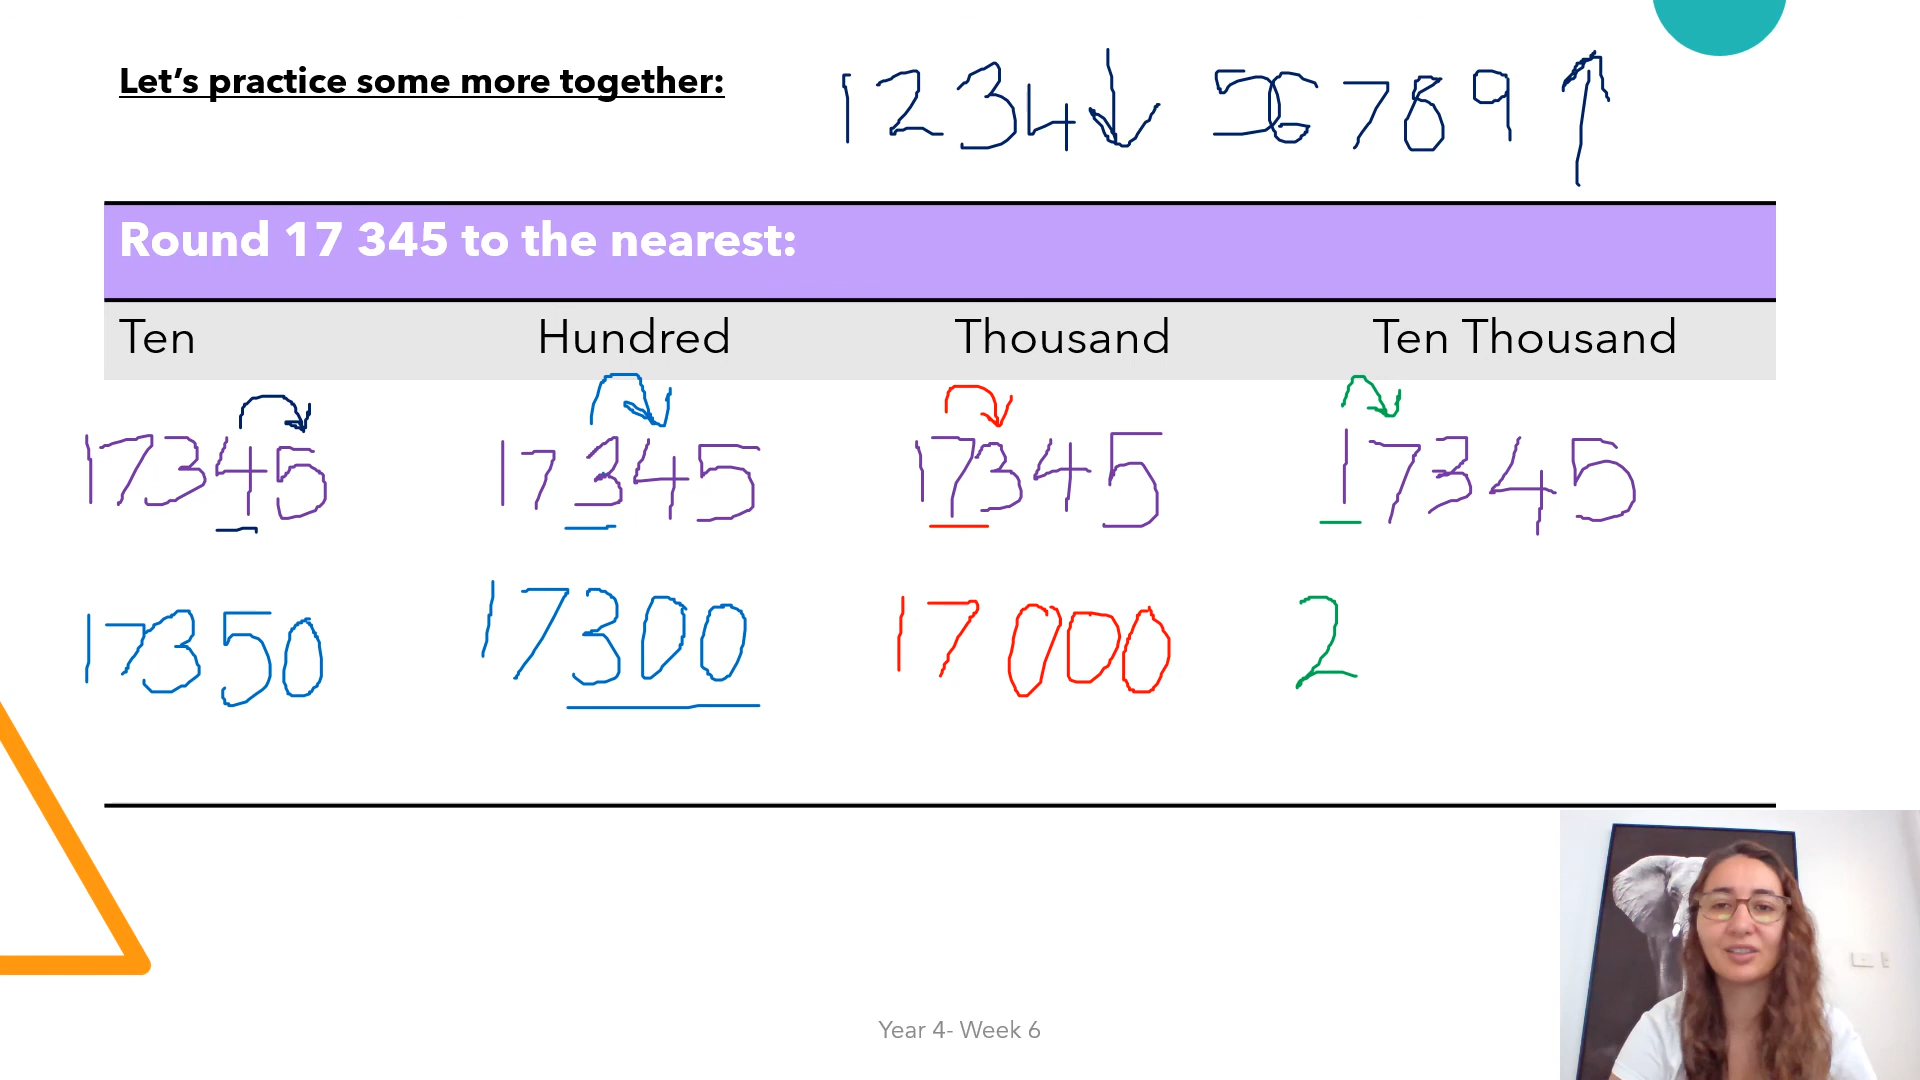 Let's practice some more together:
1 2 3 4 ↓ 5 6 7 8 9 ↑
Round 17 345 to the nearest:
Ten Hundred Thousand Ten Thousand
17345 17345 17345 17345
17350 17300 17000 2
Year 4- Week 6